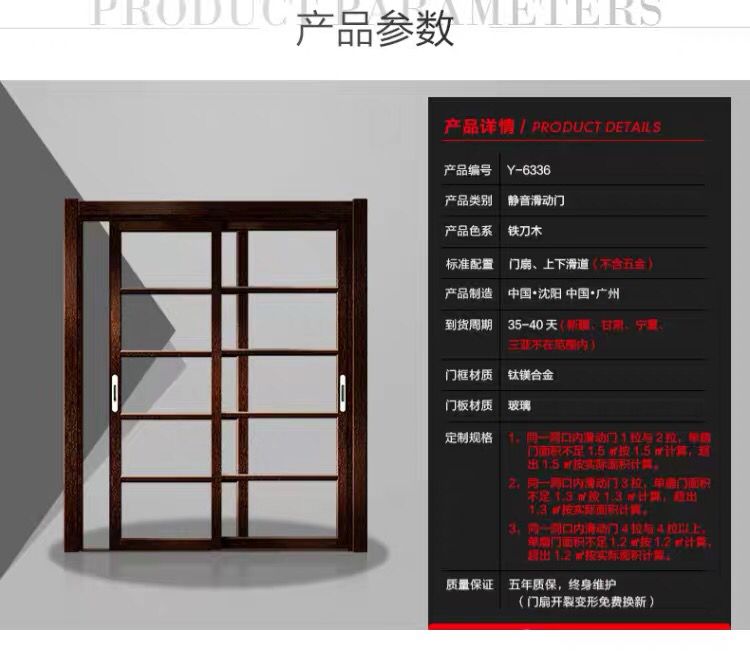 PRODUCT PARAMETERS
产品参数
产品详情 / PRODUCT DETAILS
产品编号 Y-6336
产品类别 静音滑动门
产品色系 铁刀木
标准配置 门扇、上下滑道（不含五金）
产品制造 中国•沈阳 中国•广州
到货周期 35-40 天（新疆、甘肃、宁夏、
三亚不在范围内）
门框材质 钛镁合金
门板材质 玻璃
定制规格 1、同一洞口内滑动门 1 拉与 2 拉，单扇
门面积不足 1.5 ㎡按 1.5 ㎡计算，超
出 1.5 ㎡按实际面积计算。
2、同一洞口内滑动门 3 拉，单扇门面积
不足 1.3 ㎡按 1.3 ㎡计算，超出
1.3 ㎡按实际面积计算。
3、同一洞口内滑动门 4 拉与 4 拉以上，
单扇门面积不足 1.2 ㎡按 1.2 ㎡计算，
超出 1.2 ㎡按实际面积计算。
质量保证 五年质保，终身维护
（门扇开裂变形免费换新）